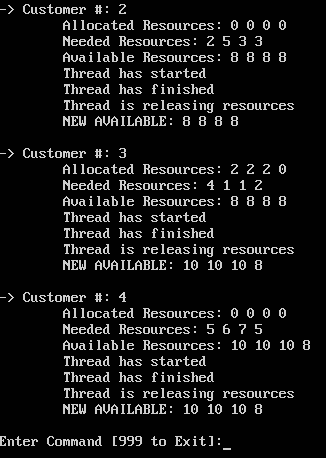 -> Customer #: 2
Allocated Resources: 0 0 0 0
Needed Resources: 2 5 3 3
Available Resources: 8 8 8 8
Thread has started
Thread has finished
Thread is releasing resources
NEW AVAILABLE: 8 8 8 8
-> Customer #: 3
Allocated Resources: 2 2 2 0
Needed Resources: 4 1 1 2
Available Resources: 8 8 8 8
Thread has started
Thread has finished
Thread is releasing resources
NEW AVAILABLE: 10 10 10 8
-> Customer #: 4
Allocated Resources: 0 0 0 0
Needed Resources: 5 6 7 5
Available Resources: 10 10 10 8
Thread has started
Thread has finished
Thread is releasing resources
NEW AVAILABLE: 10 10 10 8
Enter Command [999 to Exit]:_